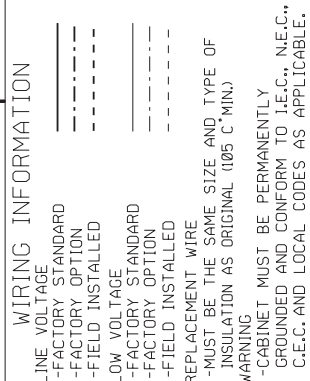 WIRING INFORMATION
LINE VOLTAGE
-FACTORY STANDARD
-FACTORY OPTION
-FIELD INSTALLED
LOW VOLTAGE
-FACTORY STANDARD
-FACTORY OPTION
-FIELD INSTALLED
REPLACEMENT WIRE
-MUST BE THE SAME SIZE AND TYPE OF
INSULATION AS ORIGINAL (105 C°MIN.)
WARNING
-CABINET MUST BE PERMANENTLY
GROUNDED AND CONFORM TO I.E.C., N.E.C.,
C.E.C. AND LOCAL CODES AS APPLICABLE.